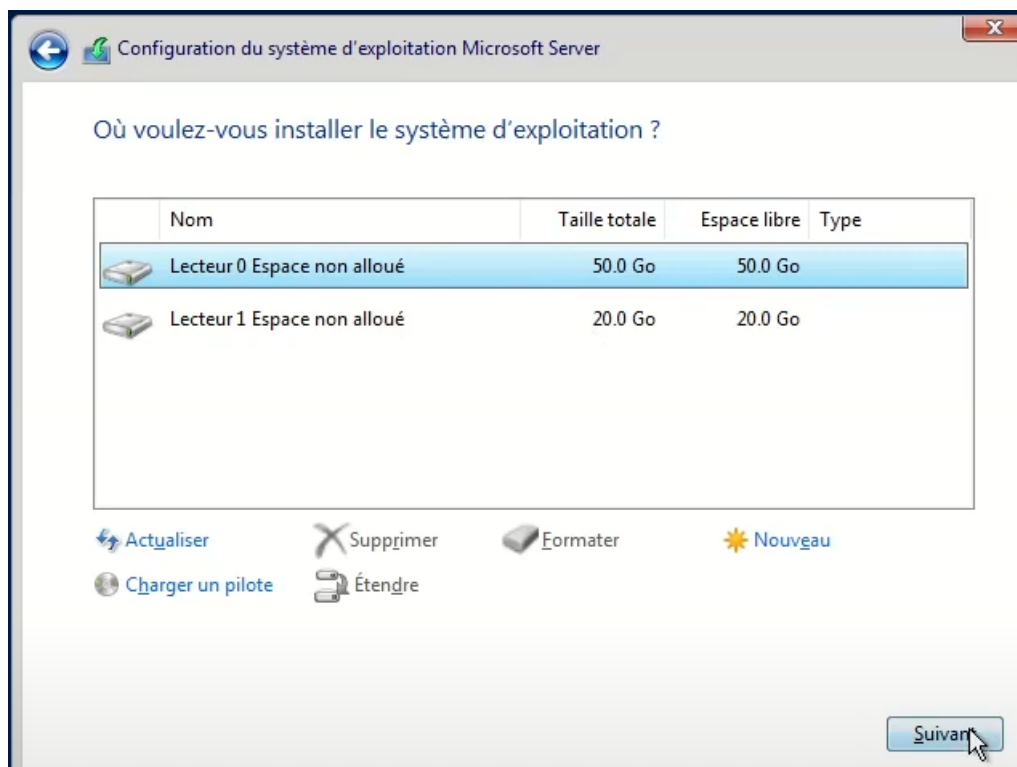 Configuration du système d'exploitation Microsoft Server
Où voulez-vous installer le système d'exploitation ?
Nom Taille totale Espace libre Type
Lecteur 0 Espace non alloué 50.0 Go 50.0 Go
Lecteur 1 Espace non alloué 20.0 Go 20.0 Go
Actualiser Supprimer Formater Nouveau
Charger un pilote Étendre
Suivant